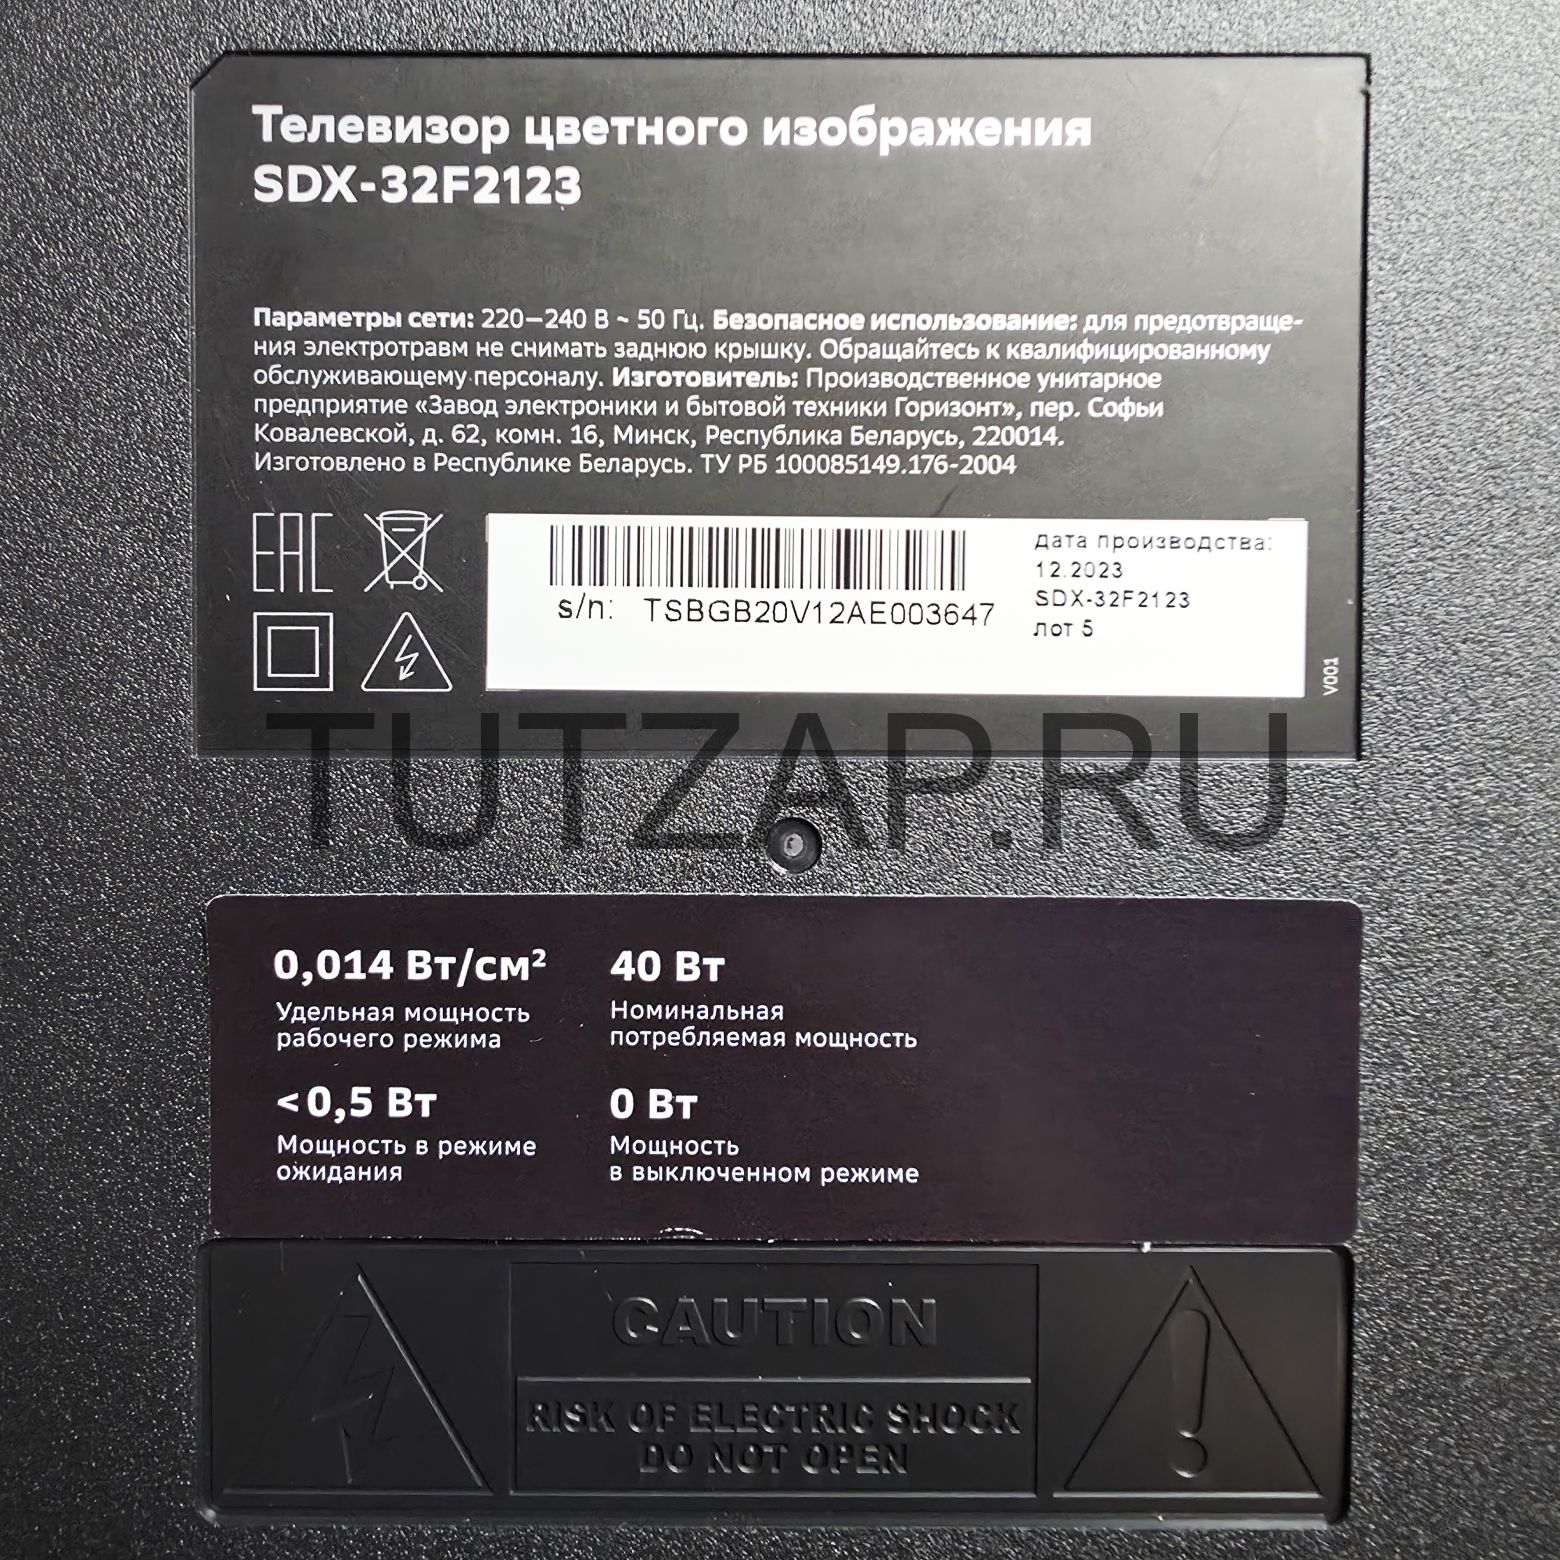 Телевизор цветного изображения
SDX-32F2123
Параметры сети: 220–240 В ~ 50 Гц. Безопасное использование: для предотвраще-
ния электротравм не снимать заднюю крышку. Обращайтесь к квалифицированному
обслуживающему персоналу. Изготовитель: Производственное унитарное
предприятие «Завод электроники и бытовой техники Горизонт», пер. Софьи
Ковалевской, д. 62, комн. 16, Минск, Республика Беларусь, 220014.
Изготовлено в Республике Беларусь. ТУ РБ 100085149.176-2004
EAC
s/n: TSBGB20V12AE003647
дата производства:
12.2023
SDX-32F2123
лот 5
V001
TUTZAP.RU
0,014 Вт/см²
Удельная мощность
рабочего режима
40 Вт
Номинальная
потребляемая мощность
<0,5 Вт
Мощность в режиме
ожидания
0 Вт
Мощность
в выключенном режиме
CAUTION
RISK OF ELECTRIC SHOCK
DO NOT OPEN